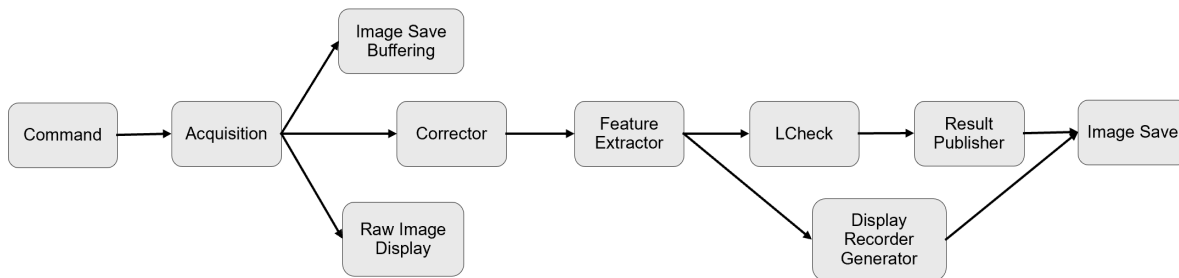 Image Save
Buffering
Command
Acquisition
Corrector
Feature
Extractor
LCheck
Result
Publisher
Image Save
Raw Image
Display
Display
Recorder
Generator